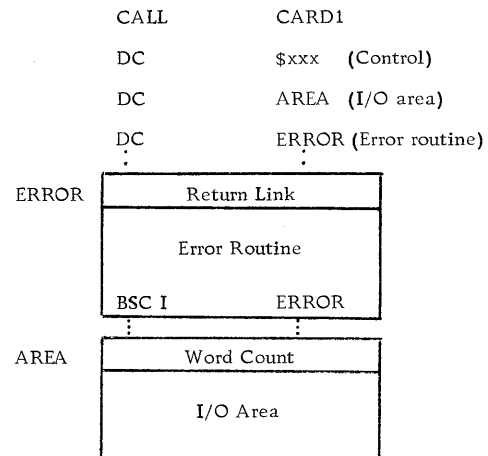 CALL CARD1
DC $xxx (Control)
DC AREA (I/O area)
DC ERROR (Error routine)
ERROR Return Link
Error Routine
BSC I ERROR
AREA Word Count
I/O Area